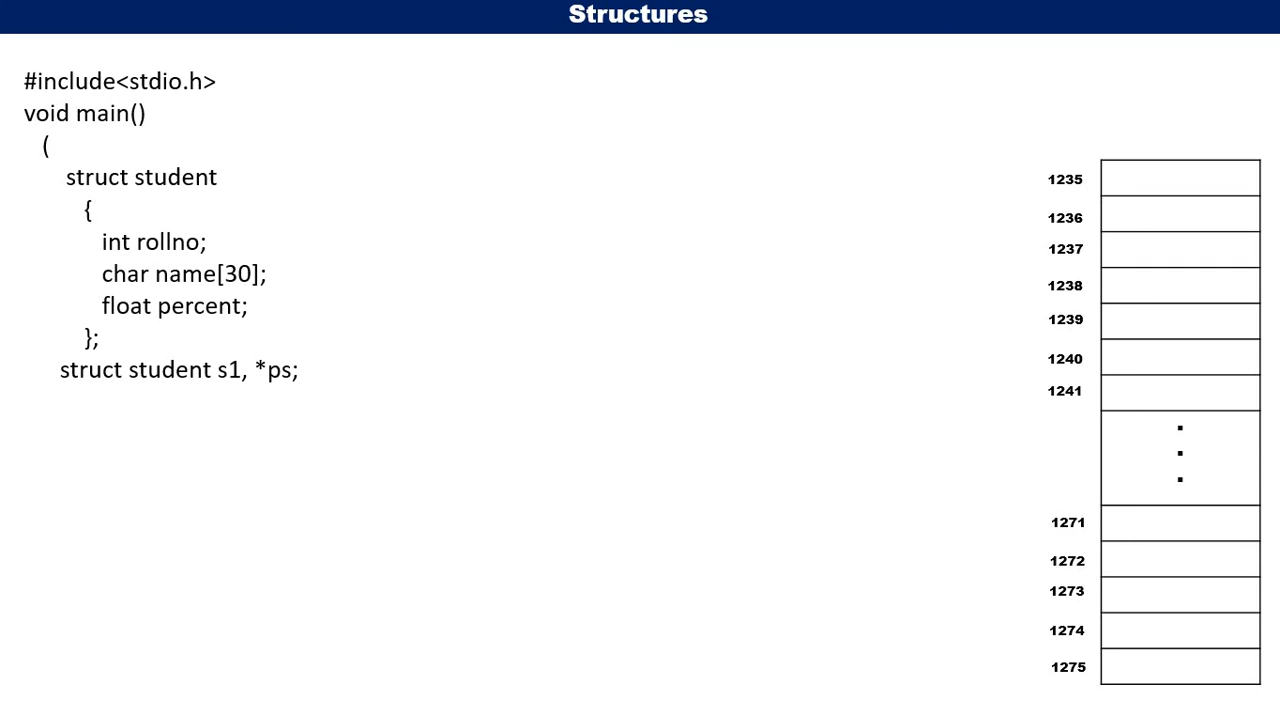 Structures
#include<stdio.h>
void main()
(
struct student
{
int rollno;
char name[30];
float percent;
};
struct student s1, *ps;
1235
1236
1237
1238
1239
1240
1241
.
.
.
1271
1272
1273
1274
1275